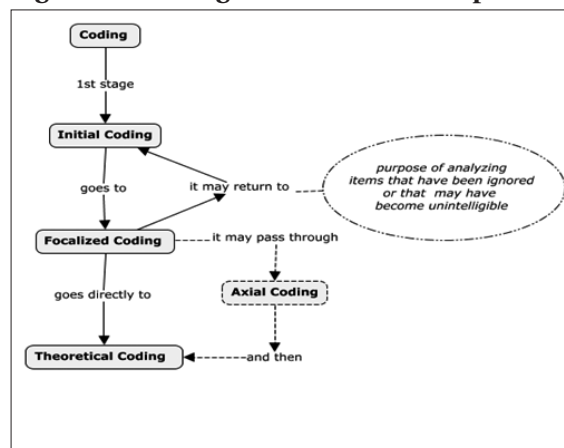 Coding
1st stage
Initial Coding
goes to
it may return to
purpose of analyzing
items that have been ignored
or that may have
become unintelligible
Focalized Coding
it may pass through
goes directly to
Axial Coding
Theoretical Coding
and then